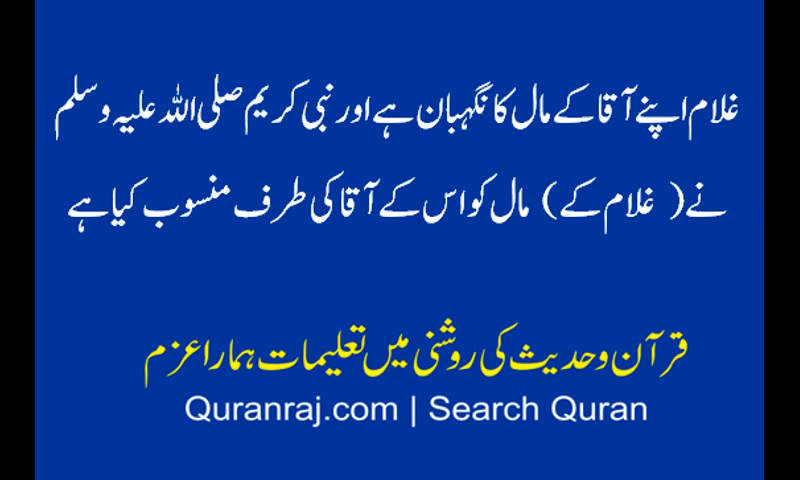 غلام اپنے آقا کے مال کا نگہبان ہے اور نبی کریم صلی اللہ علیہ وسلم
نے ( غلام کے ) مال کو اس کے آقا کی طرف منسوب کیا ہے
قرآن و حدیث کی روشنی میں تعلیمات ہمارا عزم
Quranraj.com | Search Quran